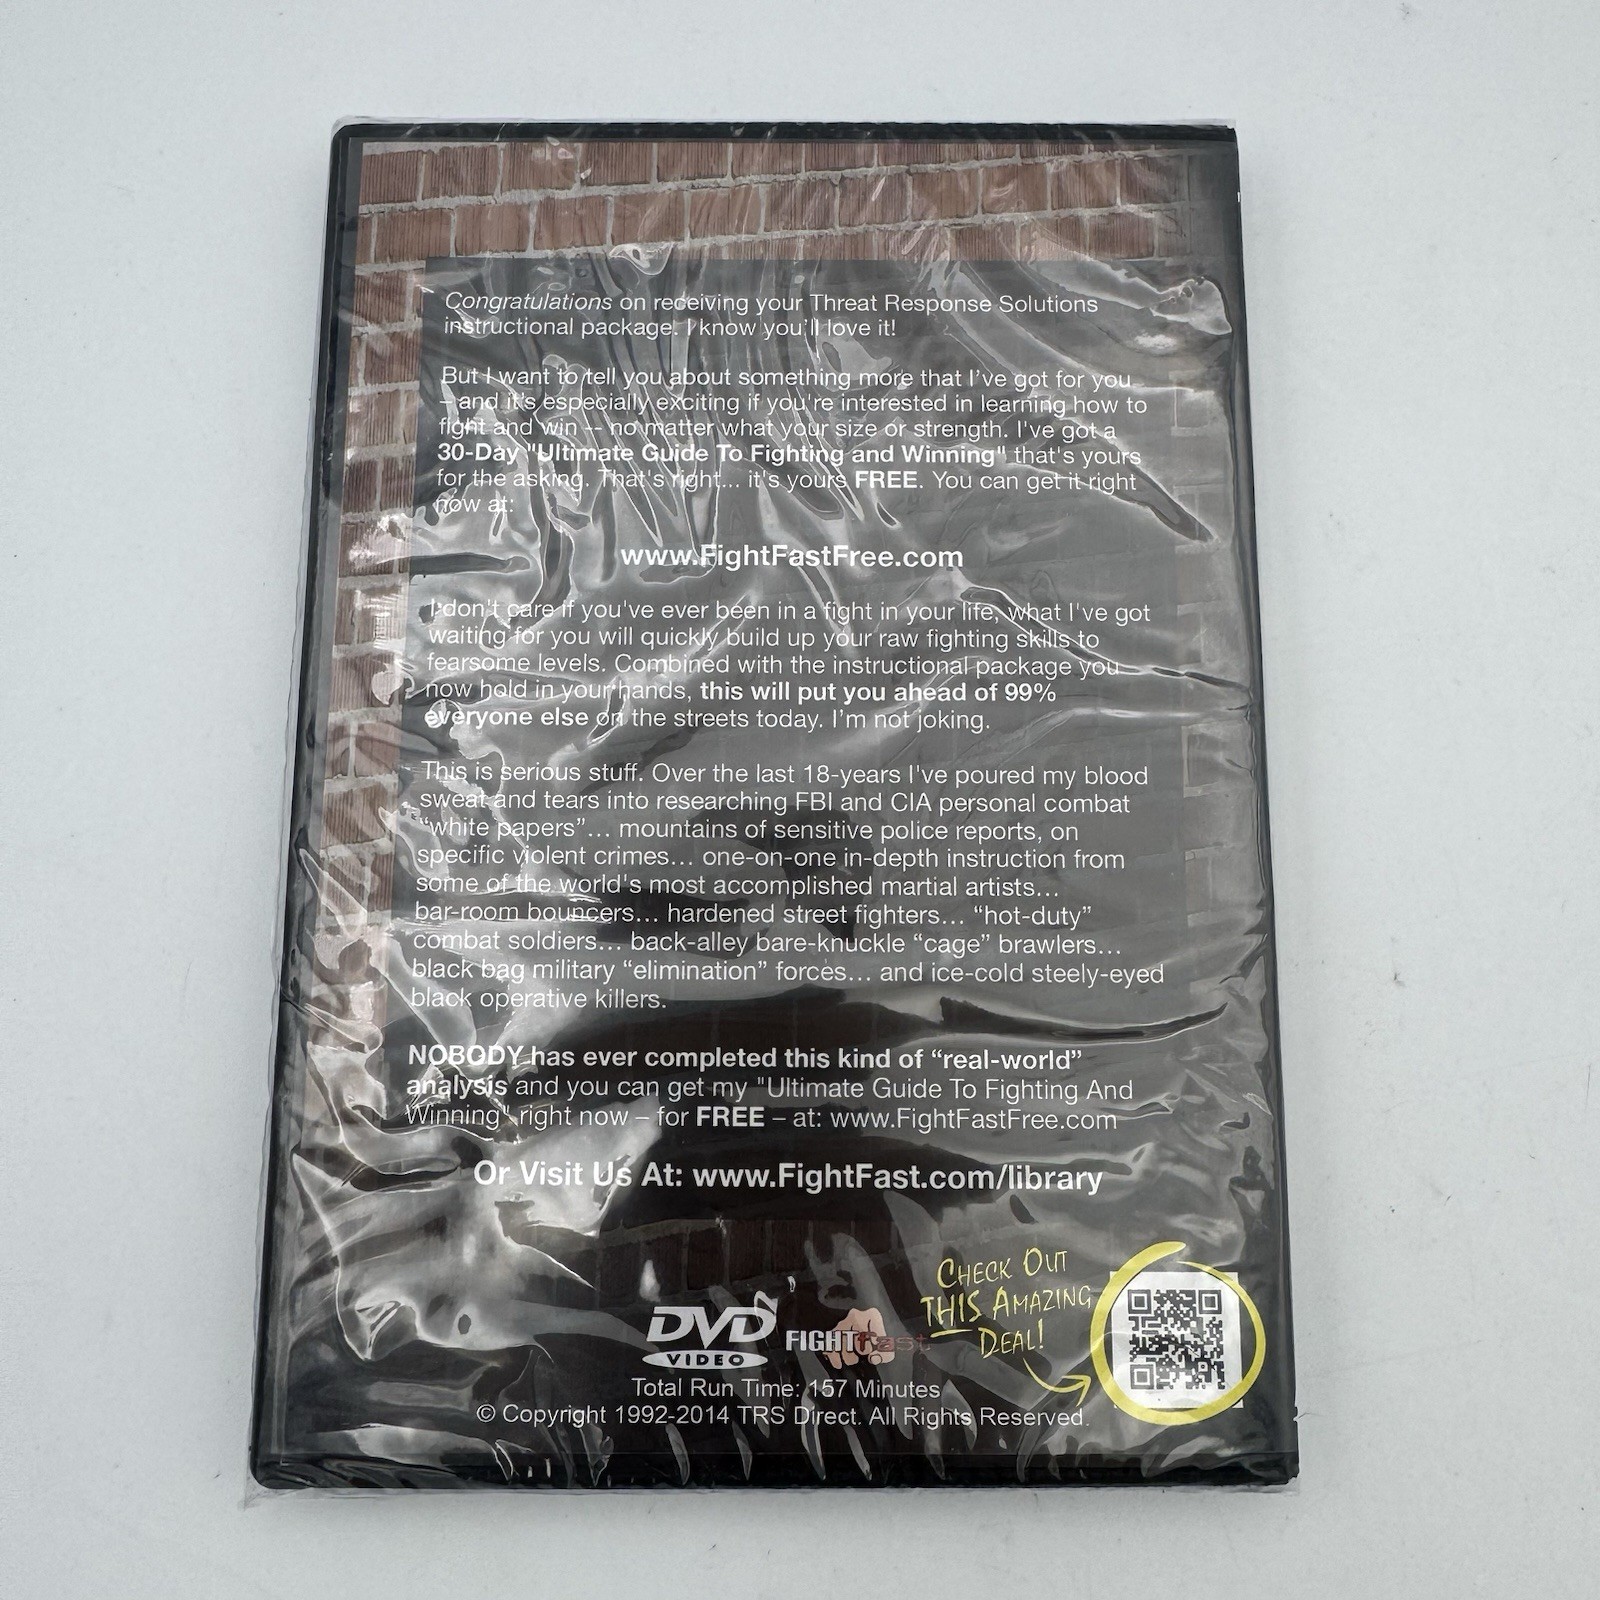 Congratulations on receiving your Threat Response Solutions
instructional package. I know you'll love it!
But I want to tell you about something more that I've got for you
– and it's especially exciting if you're interested in learning how to
fight and win -- no matter what your size or strength. I've got a
30-Day "Ultimate Guide To Fighting and Winning" that's yours
for the asking. That's right... it's yours FREE. You can get it right
now at:
www.FightFastFree.com
I don't care if you've ever been in a fight in your life, what I've got
waiting for you will quickly build up your raw fighting skills to
fearsome levels. Combined with the instructional package you
now hold in your hands, this will put you ahead of 99%
everyone else on the streets today. I'm not joking.
This is serious stuff. Over the last 18-years I've poured my blood
sweat and tears into researching FBI and CIA personal combat
“white papers”... mountains of sensitive police reports, on
specific violent crimes... one-on-one in-depth instruction from
some of the world's most accomplished martial artists...
bar-room bouncers... hardened street fighters... “hot-duty”
combat soldiers... back-alley bare-knuckle “cage” brawlers...
black bag military “elimination” forces... and ice-cold steely-eyed
black operative killers.
NOBODY has ever completed this kind of “real-world”
analysis and you can get my "Ultimate Guide To Fighting And
Winning" right now – for FREE – at: www.FightFastFree.com
Or Visit Us At: www.FightFast.com/library
CHECK OUT
THIS AMAZING
DEAL!
DVD
VIDEO
FIGHTFast
Total Run Time: 157 Minutes
© Copyright 1992-2014 TRS Direct. All Rights Reserved.